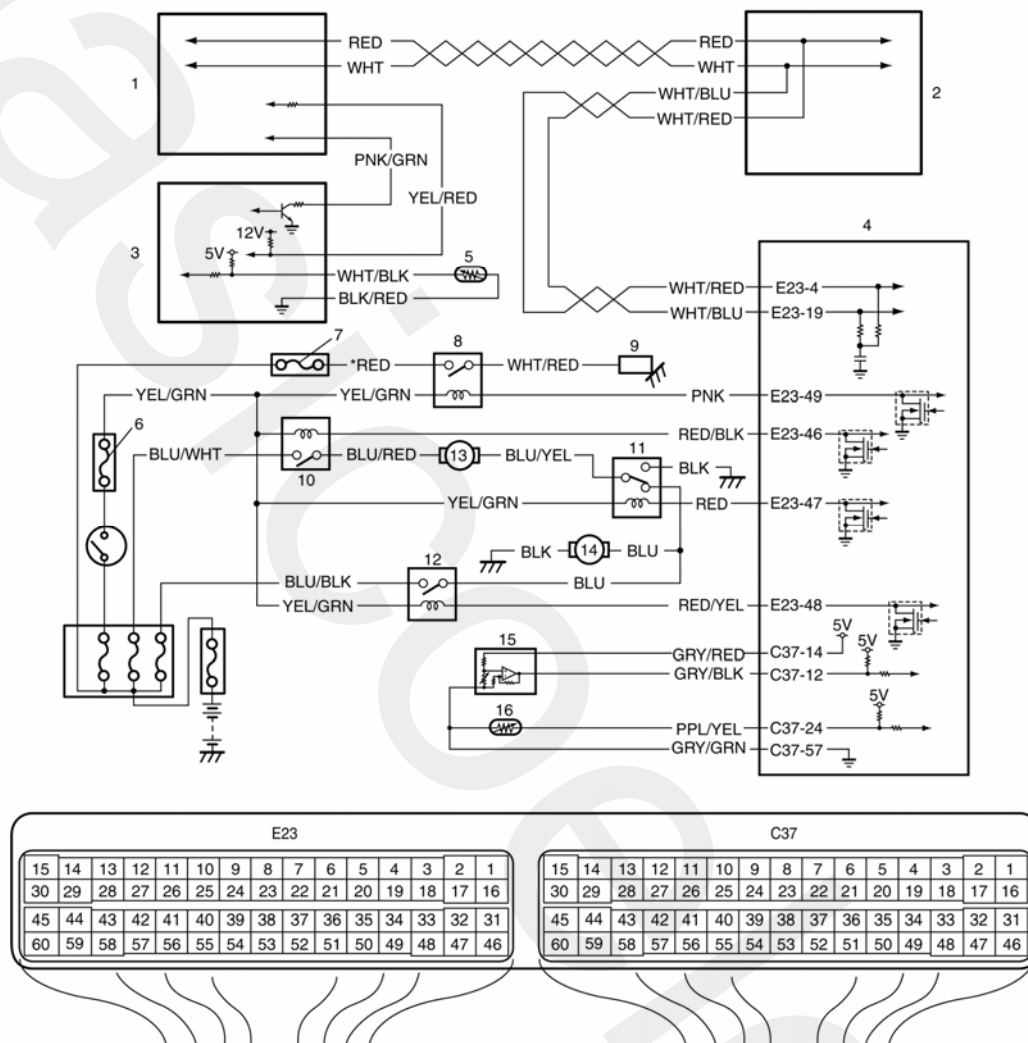 RED RED
1 WHT WHT 2
WHT/BLU
WHT/RED
PNK/GRN
YEL/RED
3 12V 4
5V 5
WHT/BLK WHT/RED E23-4
BLK/RED WHT/BLU E23-19
7 8 9
*RED WHT/RED
YEL/GRN YEL/GRN PNK E23-49
6 RED/BLK E23-46
BLU/WHT 10 BLU/RED 13 BLU/YEL 11 BLK
YEL/GRN RED E23-47
BLK 14 BLU
12
BLU/BLK BLU
YEL/GRN RED/YEL E23-48
15 5V
GRY/RED C37-14 5V
GRY/BLK C37-12
16 5V
PPL/YEL C37-24
GRY/GRN C37-57
E23 C37
15 14 13 12 11 10 9 8 7 6 5 4 3 2 1 15 14 13 12 11 10 9 8 7 6 5 4 3 2 1
30 29 28 27 26 25 24 23 22 21 20 19 18 17 16 30 29 28 27 26 25 24 23 22 21 20 19 18 17 16
45 44 43 42 41 40 39 38 37 36 35 34 33 32 31 45 44 43 42 41 40 39 38 37 36 35 34 33 32 31
60 59 58 57 56 55 54 53 52 51 50 49 48 47 46 60 59 58 57 56 55 54 53 52 51 50 49 48 47 46